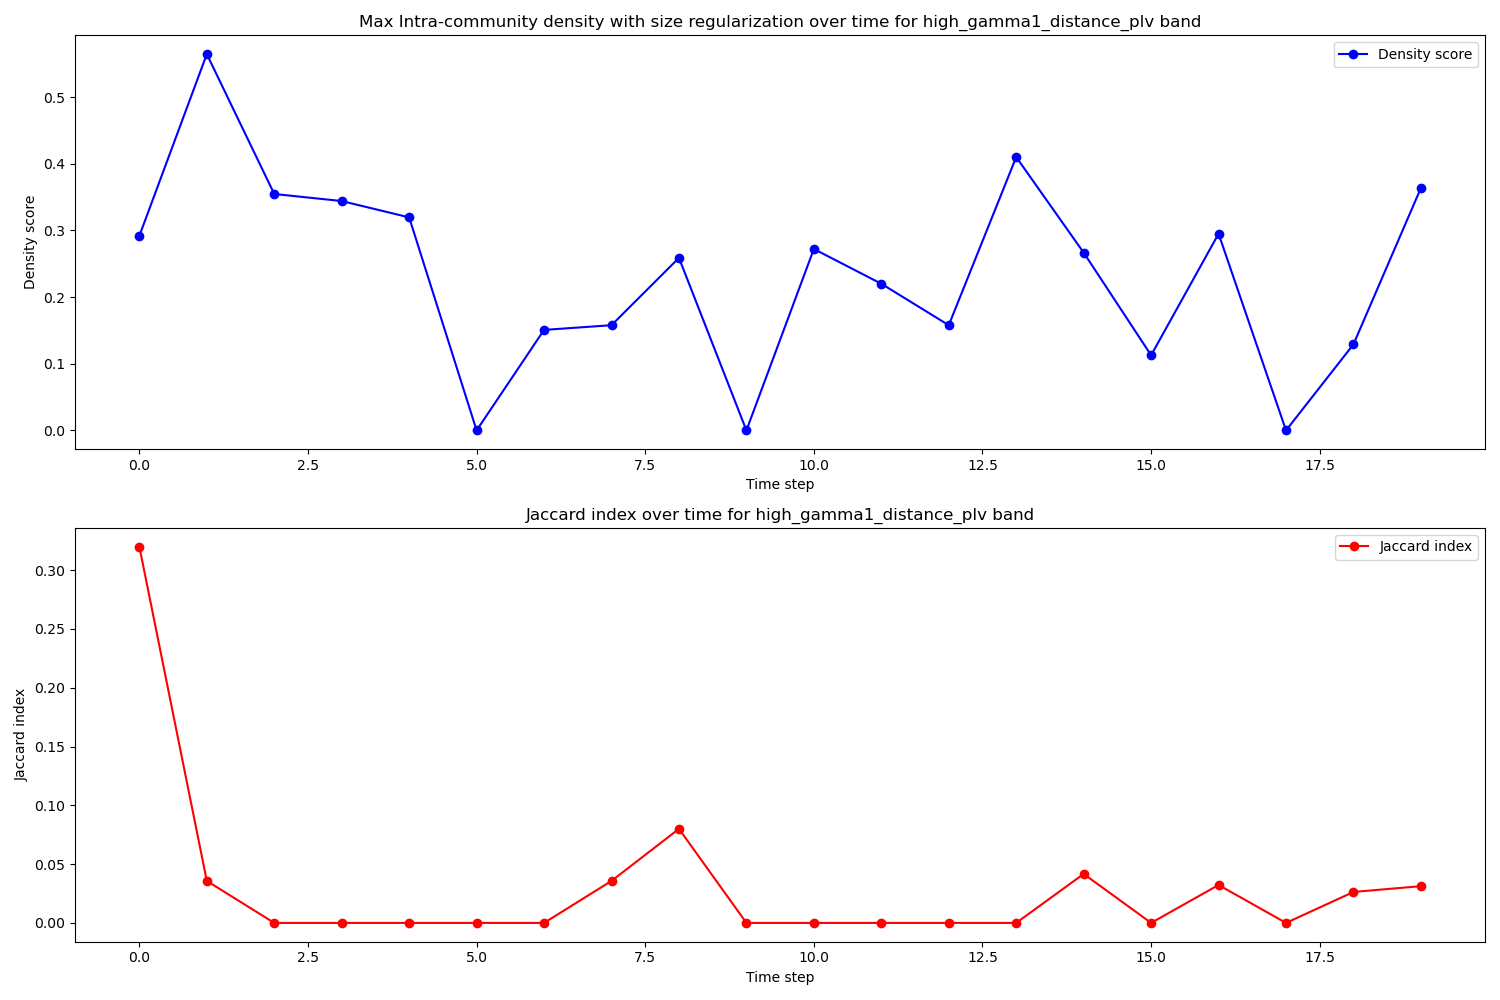 Max Intra-community density with size regularization over time for high_gamma1_distance_plv band
Density score
0.5
0.4
0.3
0.2
0.1
0.0
Density score
0.0 2.5 5.0 7.5 10.0 12.5 15.0 17.5
Time step
Jaccard index over time for high_gamma1_distance_plv band
Jaccard index
0.30
0.25
0.20
0.15
0.10
0.05
0.00
Jaccard index
0.0 2.5 5.0 7.5 10.0 12.5 15.0 17.5
Time step